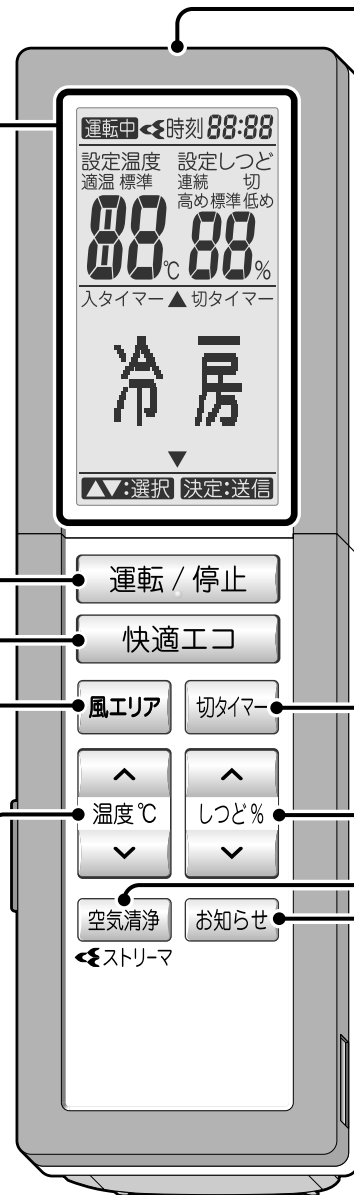 運転中 時刻 88:88
設定温度 設定しつど
適温 標準 連続 切
高め 標準 低め
88℃ 88%
入タイマー▲切タイマー
冷房
▼
▲▼:選択 決定:送信
運転/停止
快適エコ
風エリア 切タイマー
温度℃ しつど%
空気清浄 お知らせ
ストリーマ